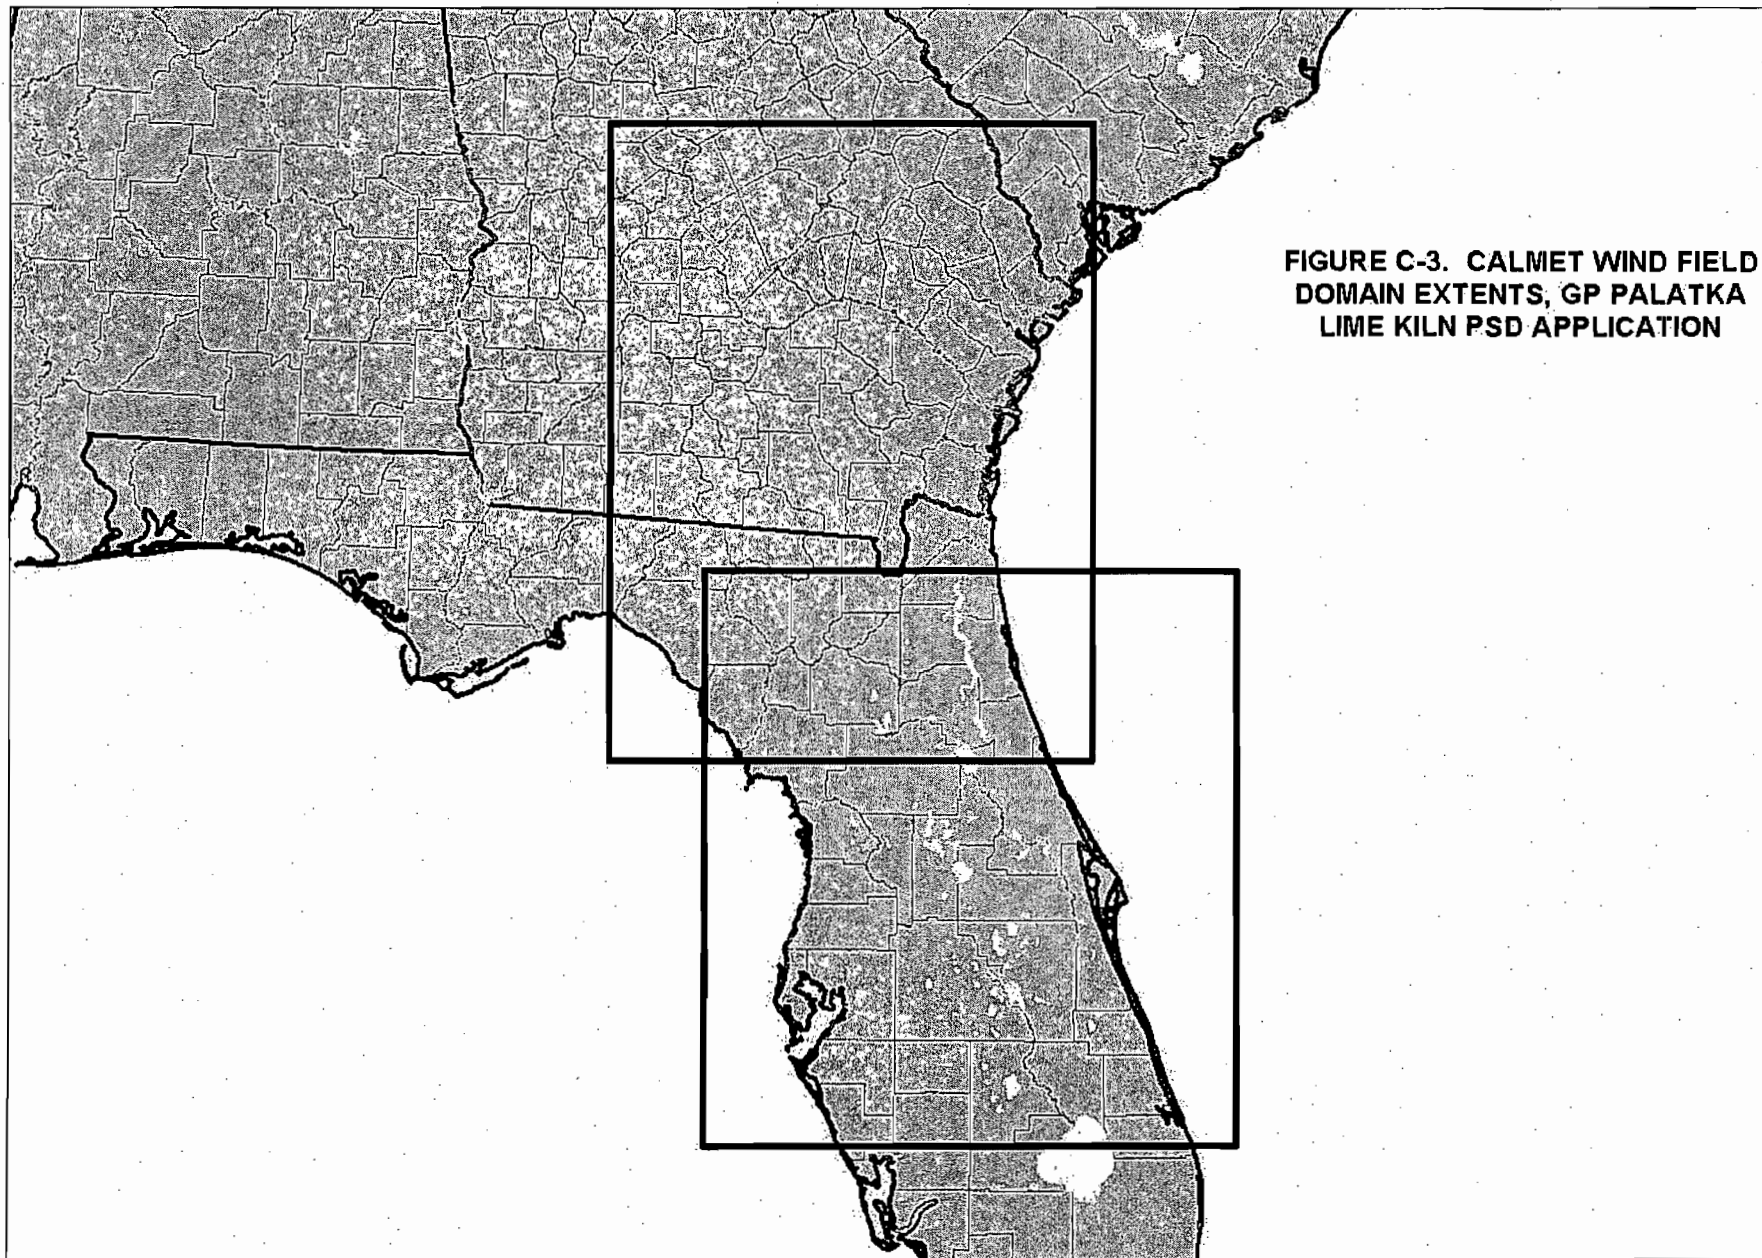 FIGURE C-3. CALMET WIND FIELD
DOMAIN EXTENTS, GP PALATKA
LIME KILN PSD APPLICATION